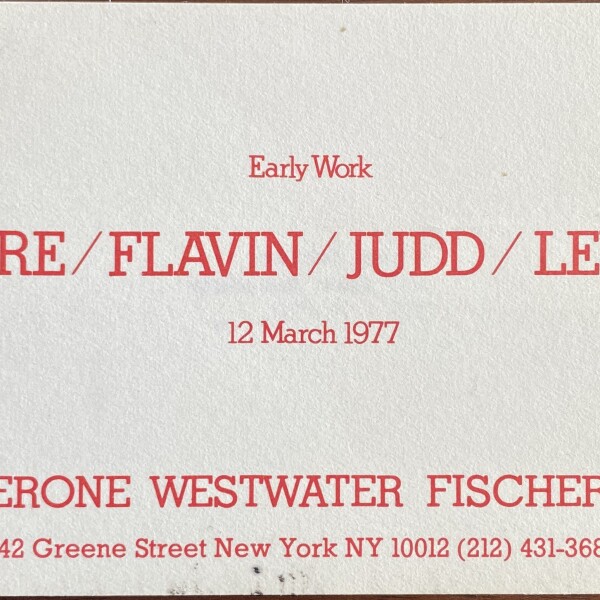 Early Work
RE/FLAVIN/JUDD/LE
12 March 1977
ERONE WESTWATER FISCHER
42 Greene Street New York NY 10012 (212) 431-368